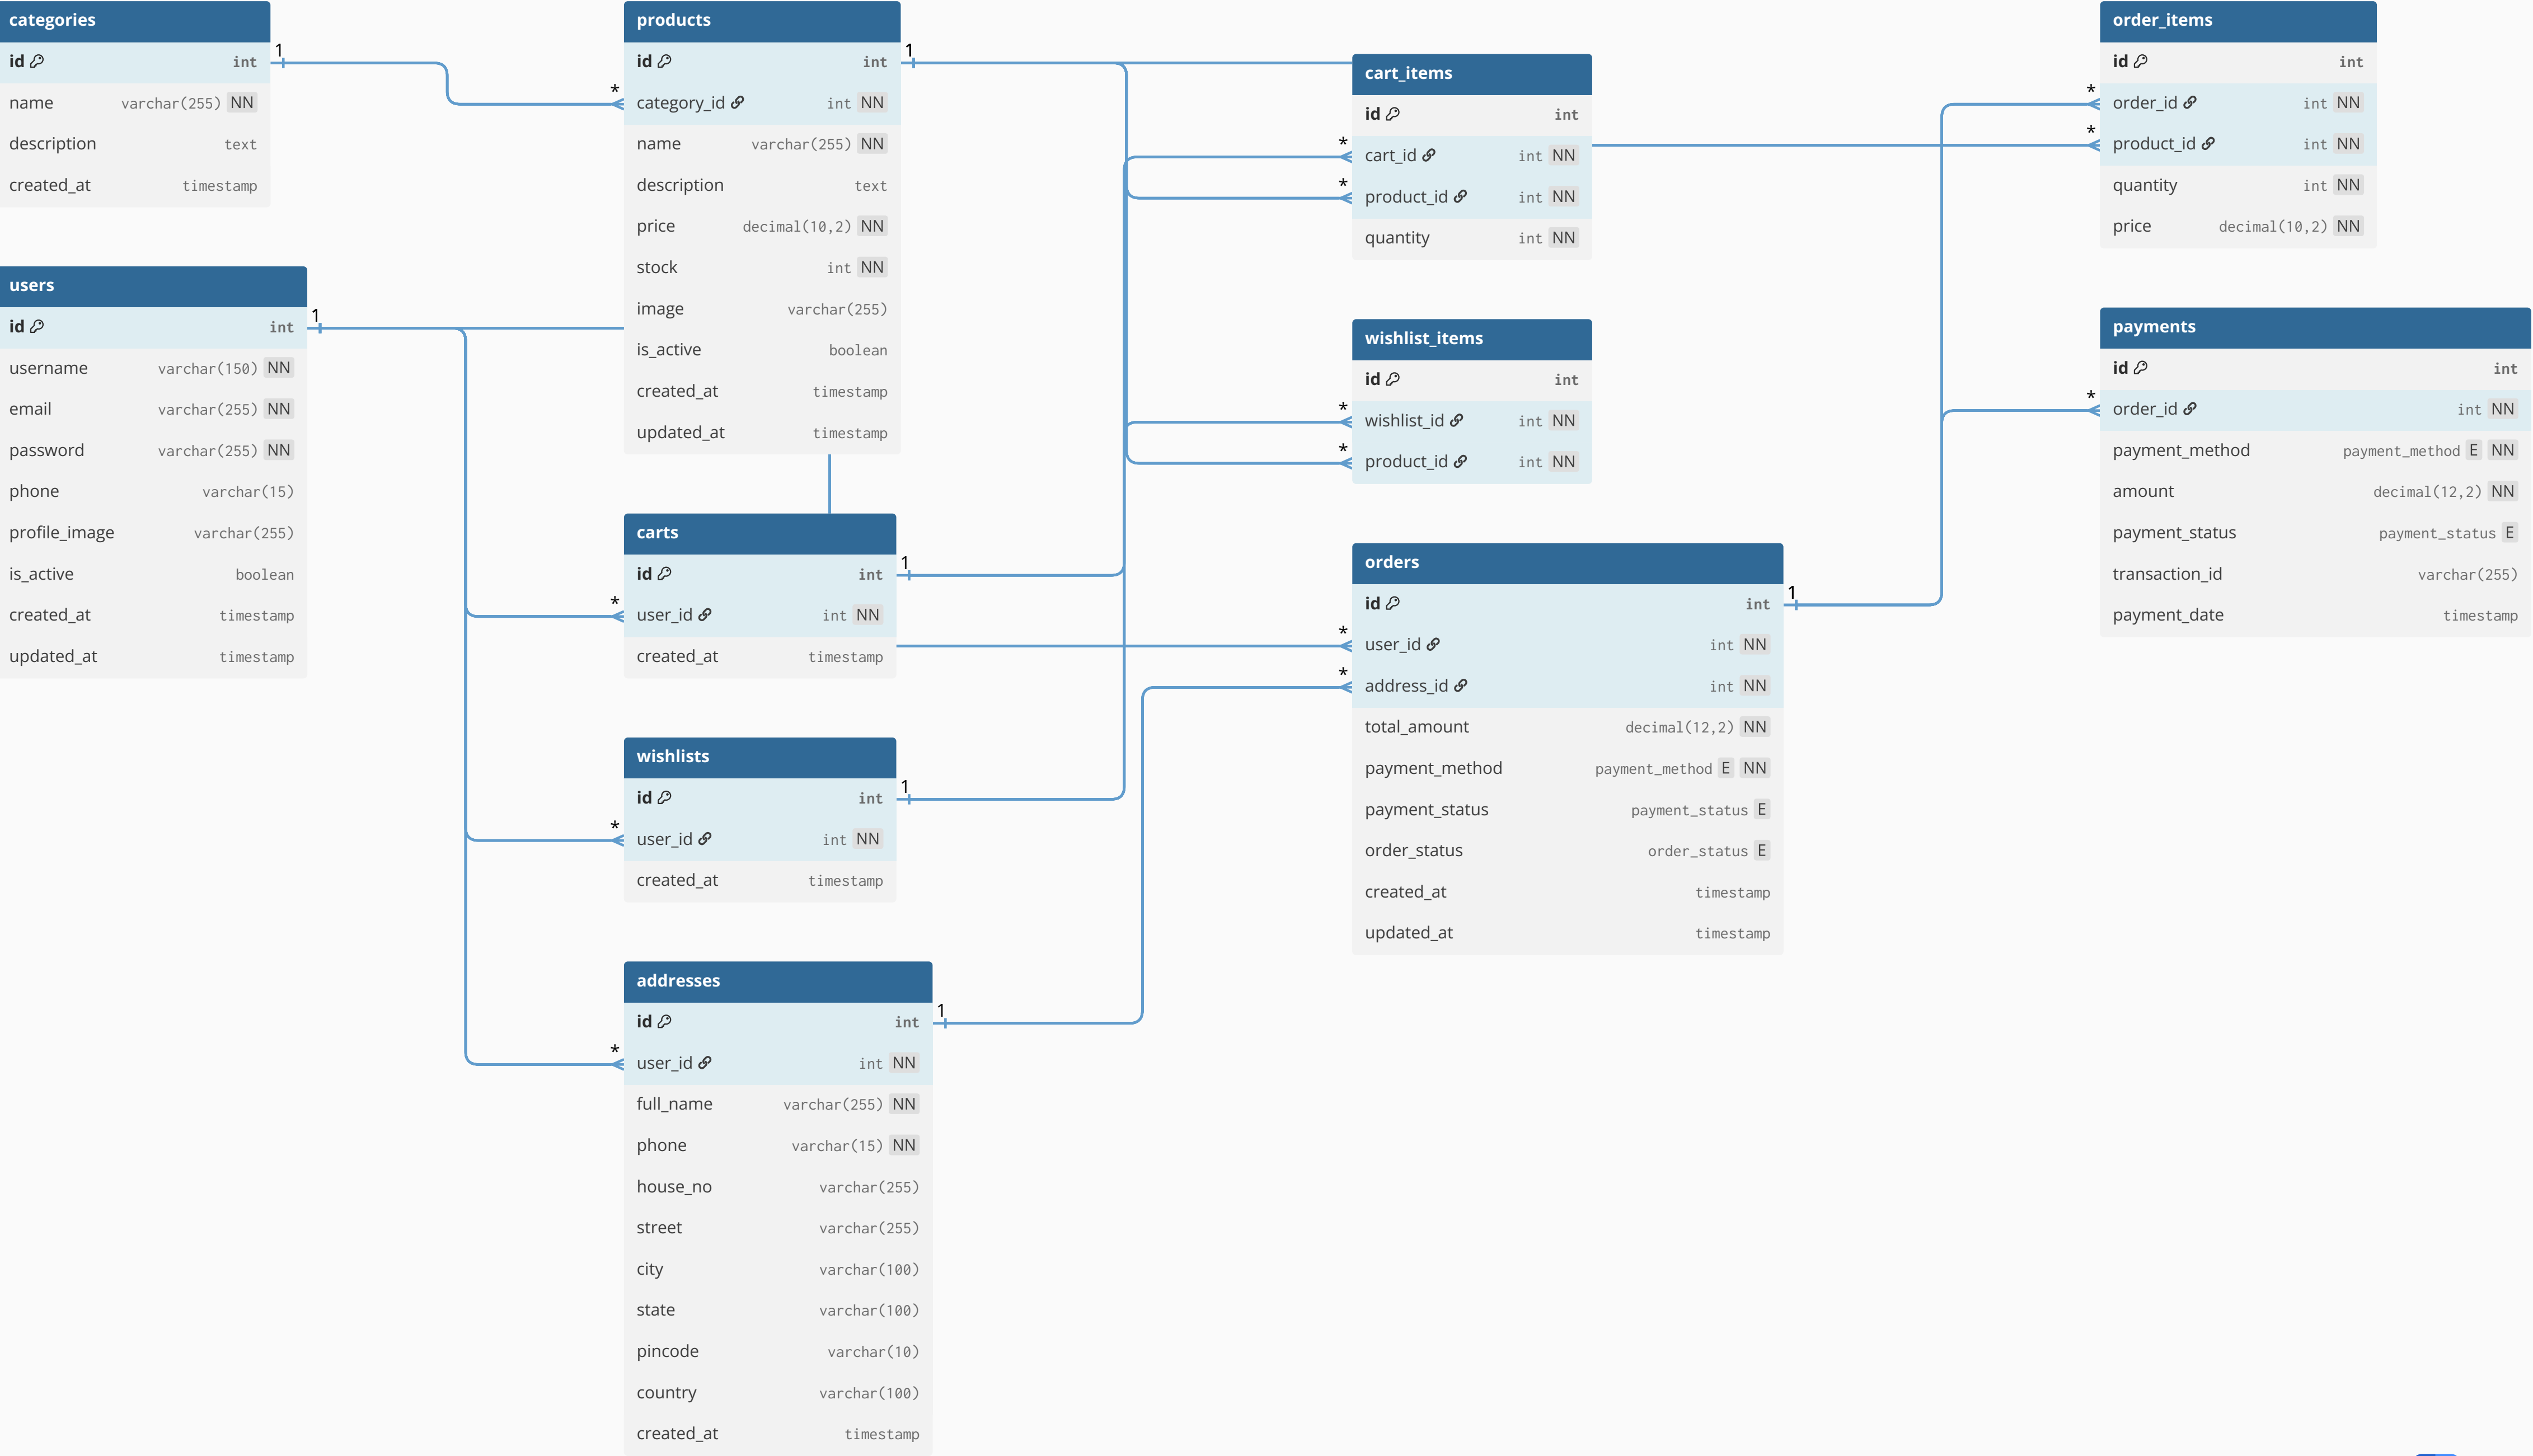 categories
id int
name varchar(255) NN
description text
created_at timestamp
1
*
users
id int
username varchar(150) NN
email varchar(255) NN
password varchar(255) NN
phone varchar(15)
profile_image varchar(255)
is_active boolean
created_at timestamp
updated_at timestamp
1
products
id int
category_id int NN
name varchar(255) NN
description text
price decimal(10,2) NN
stock int NN
image varchar(255)
is_active boolean
created_at timestamp
updated_at timestamp
1
carts
id int
user_id int NN
created_at timestamp
1
*
wishlists
id int
user_id int NN
created_at timestamp
1
*
addresses
id int
user_id int NN
full_name varchar(255) NN
phone varchar(15) NN
house_no varchar(255)
street varchar(255)
city varchar(100)
state varchar(100)
pincode varchar(10)
country varchar(100)
created_at timestamp
1
*
cart_items
id int
cart_id int NN
product_id int NN
quantity int NN
*
*
wishlist_items
id int
wishlist_id int NN
product_id int NN
*
*
orders
id int
user_id int NN
address_id int NN
total_amount decimal(12,2) NN
payment_method payment_method E NN
payment_status payment_status E
order_status order_status E
created_at timestamp
updated_at timestamp
1
*
*
order_items
id int
order_id int NN
product_id int NN
quantity int NN
price decimal(10,2) NN
*
*
payments
id int
order_id int NN
payment_method payment_method E NN
amount decimal(12,2) NN
payment_status payment_status E
transaction_id varchar(255)
payment_date timestamp
*